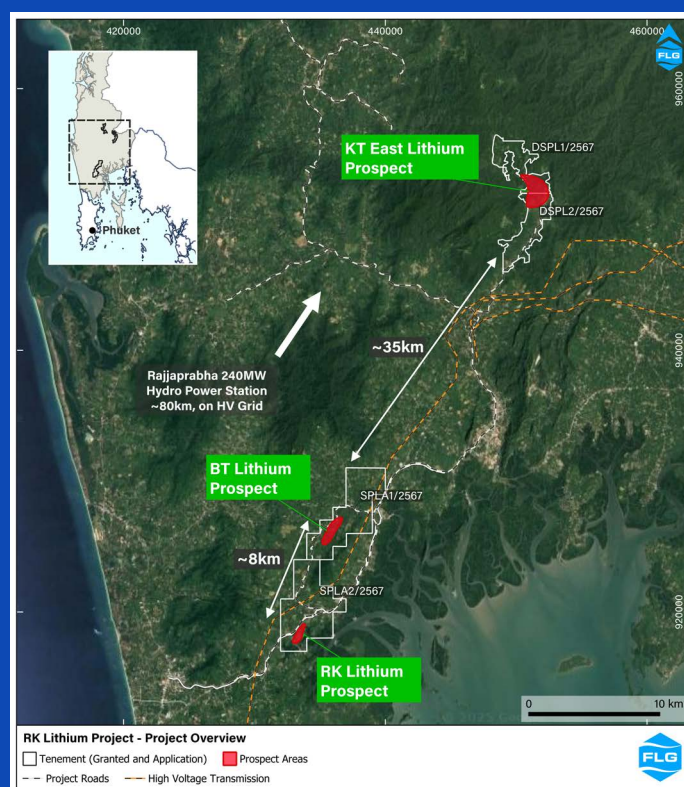 420000
440000
460000
FLG
960000
KT East Lithium
Prospect
DSPL1/2567
DSPL2/2567
Phuket
~35km
Rajjaprabha 240MW
Hydro Power Station
~80km, on HV Grid
940000
BT Lithium
Prospect
SPLA1/2567
~8km
SPLA2/2567
920000
RK Lithium
Prospect
0 10 km
RK Lithium Project - Project Overview
Tenement (Granted and Application) Prospect Areas
Project Roads High Voltage Transmission
FLG